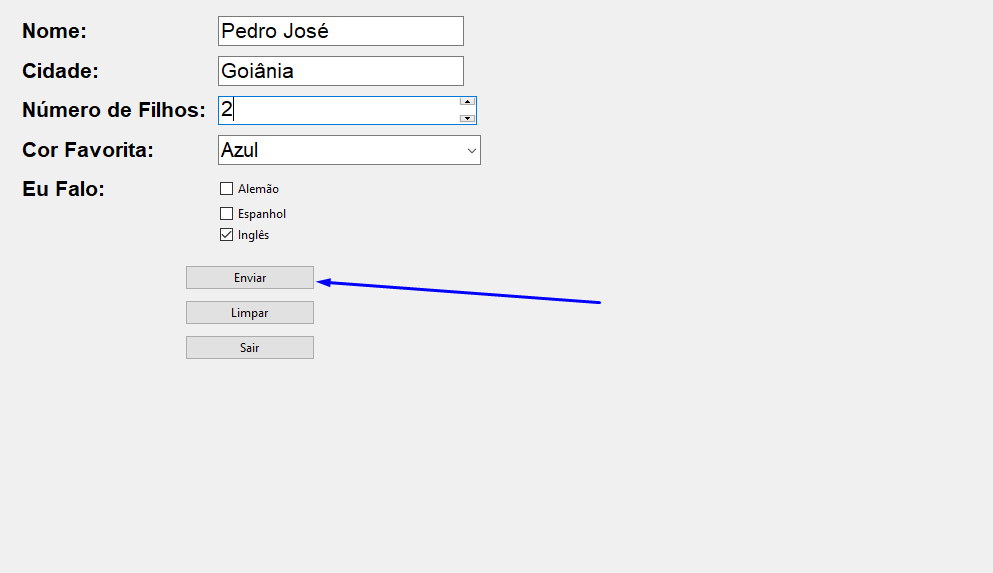 Nome: Pedro José
Cidade: Goiânia
Número de Filhos: 2
Cor Favorita: Azul
Eu Falo: Alemão
Espanhol
Inglês
Enviar
Limpar
Sair